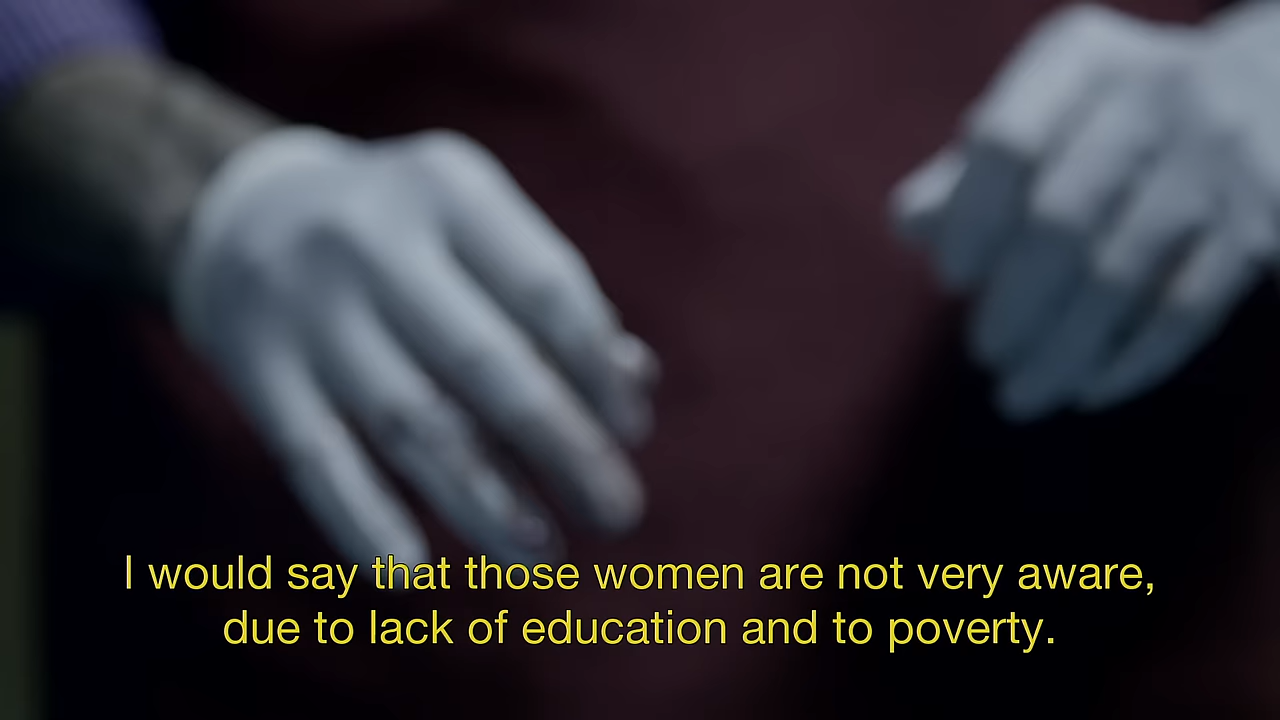 I would say that those women are not very aware,
due to lack of education and to poverty.